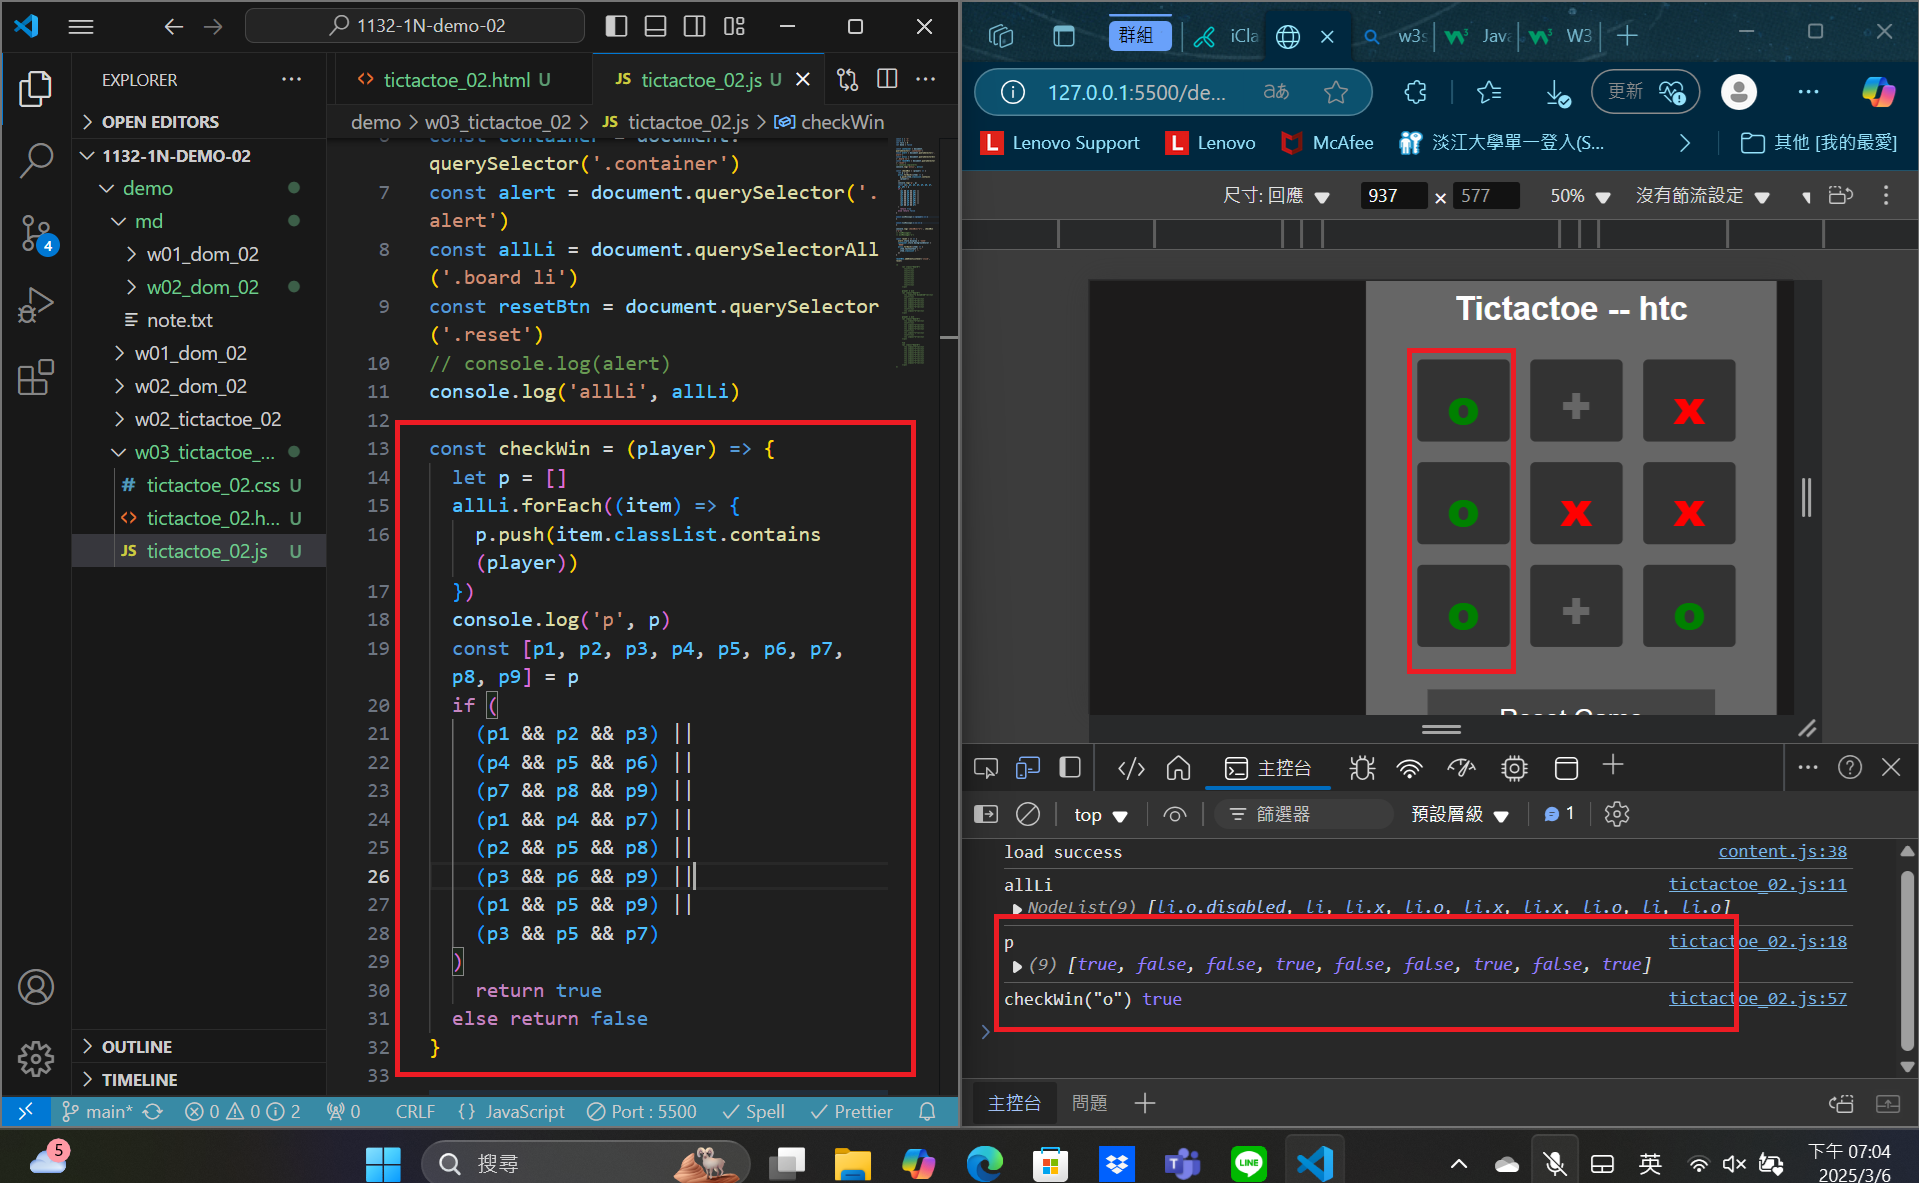 1132-1N-demo-02
EXPLORER
OPEN EDITORS
1132-1N-DEMO-02
demo
md
w01_dom_02
w02_dom_02
note.txt
w01_dom_02
w02_dom_02
w02_tictactoe_02
w03_tictactoe_...
# tictactoe_02.css U
<> tictactoe_02.h... U
JS tictactoe_02.js U
OUTLINE
TIMELINE
4
<> tictactoe_02.html U
JS tictactoe_02.js U
demo > w03_tictactoe_02 > JS tictactoe_02.js > checkWin
querySelector('.container')
7 const alert = document.querySelector('.
alert')
8 const allLi = document.querySelectorAll
('.board li')
9 const resetBtn = document.querySelector
('.reset')
10 // console.log(alert)
11 console.log('allLi', allLi)
12
13 const checkWin = (player) => {
14 let p = []
15 allLi.forEach((item) => {
16 p.push(item.classList.contains
(player))
17 })
18 console.log('p', p)
19 const [p1, p2, p3, p4, p5, p6, p7,
p8, p9] = p
20 if (
21 (p1 && p2 && p3) ||
22 (p4 && p5 && p6) ||
23 (p7 && p8 && p9) ||
24 (p1 && p4 && p7) ||
25 (p2 && p5 && p8) ||
26 (p3 && p6 && p9) ||
27 (p1 && p5 && p9) ||
28 (p3 && p5 && p7)
29 )
30 return true
31 else return false
32 }
33
main* 0 0 2 0 CRLF {} JavaScript Port : 5500 Spell Prettier
群組 iCla w3s Jav W3
127.0.0.1:5500/de... aあ 更新
L Lenovo Support L Lenovo McAfee 淡江大學單一登入(S... 其他 [我的最愛]
尺寸: 回應 937 × 577 50% 沒有節流設定
Tictactoe -- htc
o + x
o x x
o + o
主控台
top 篩選器 預設層級 1
load success content.js:38
allLi tictactoe_02.js:11
NodeList(9) [li.o.disabled, li, li.x, li.o, li.x, li.x, li.o, li, li.o]
p tictactoe_02.js:18
(9) [true, false, false, true, false, false, true, false, true]
checkWin("o") true tictactoe_02.js:57
主控台 問題
5
搜尋
LINE
英
下午 07:04
2025/3/6